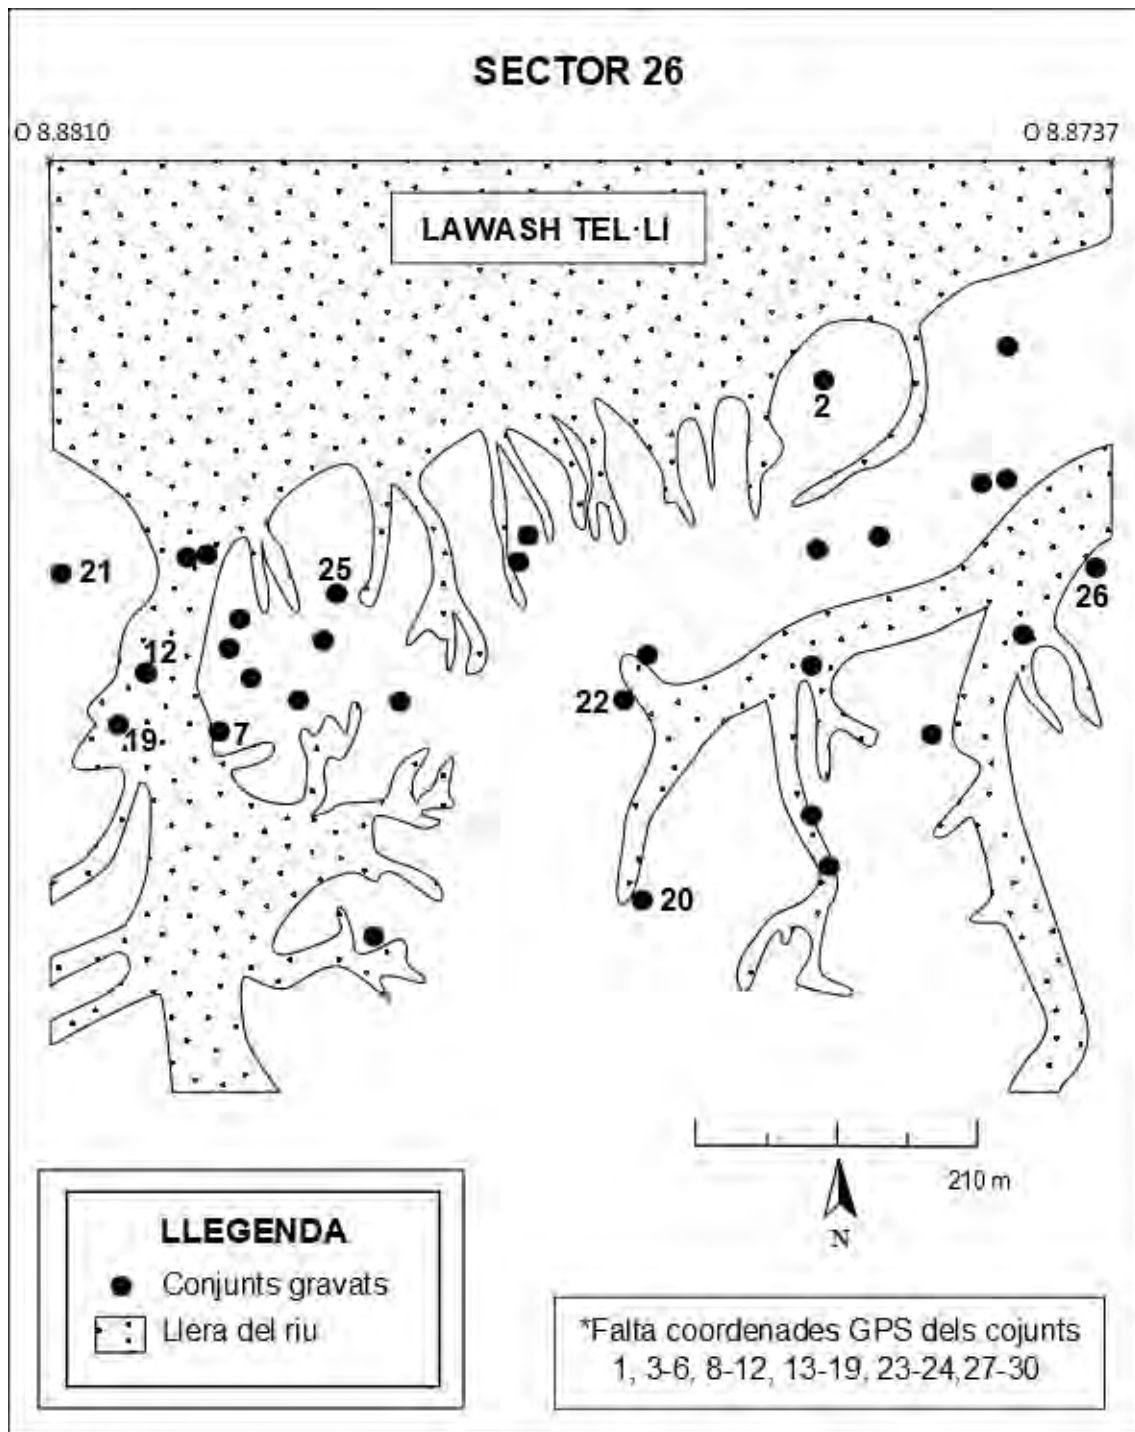 SECTOR 26
O 8.8810
O 8.8737
LAWASH TEL·LI
2
21
25
26
12
22
19
7
20
210 m
N
LLEGENDA
Conjunts gravats
Llera del riu
*Falta coordenades GPS dels cojunts
1, 3-6, 8-12, 13-19, 23-24,27-30